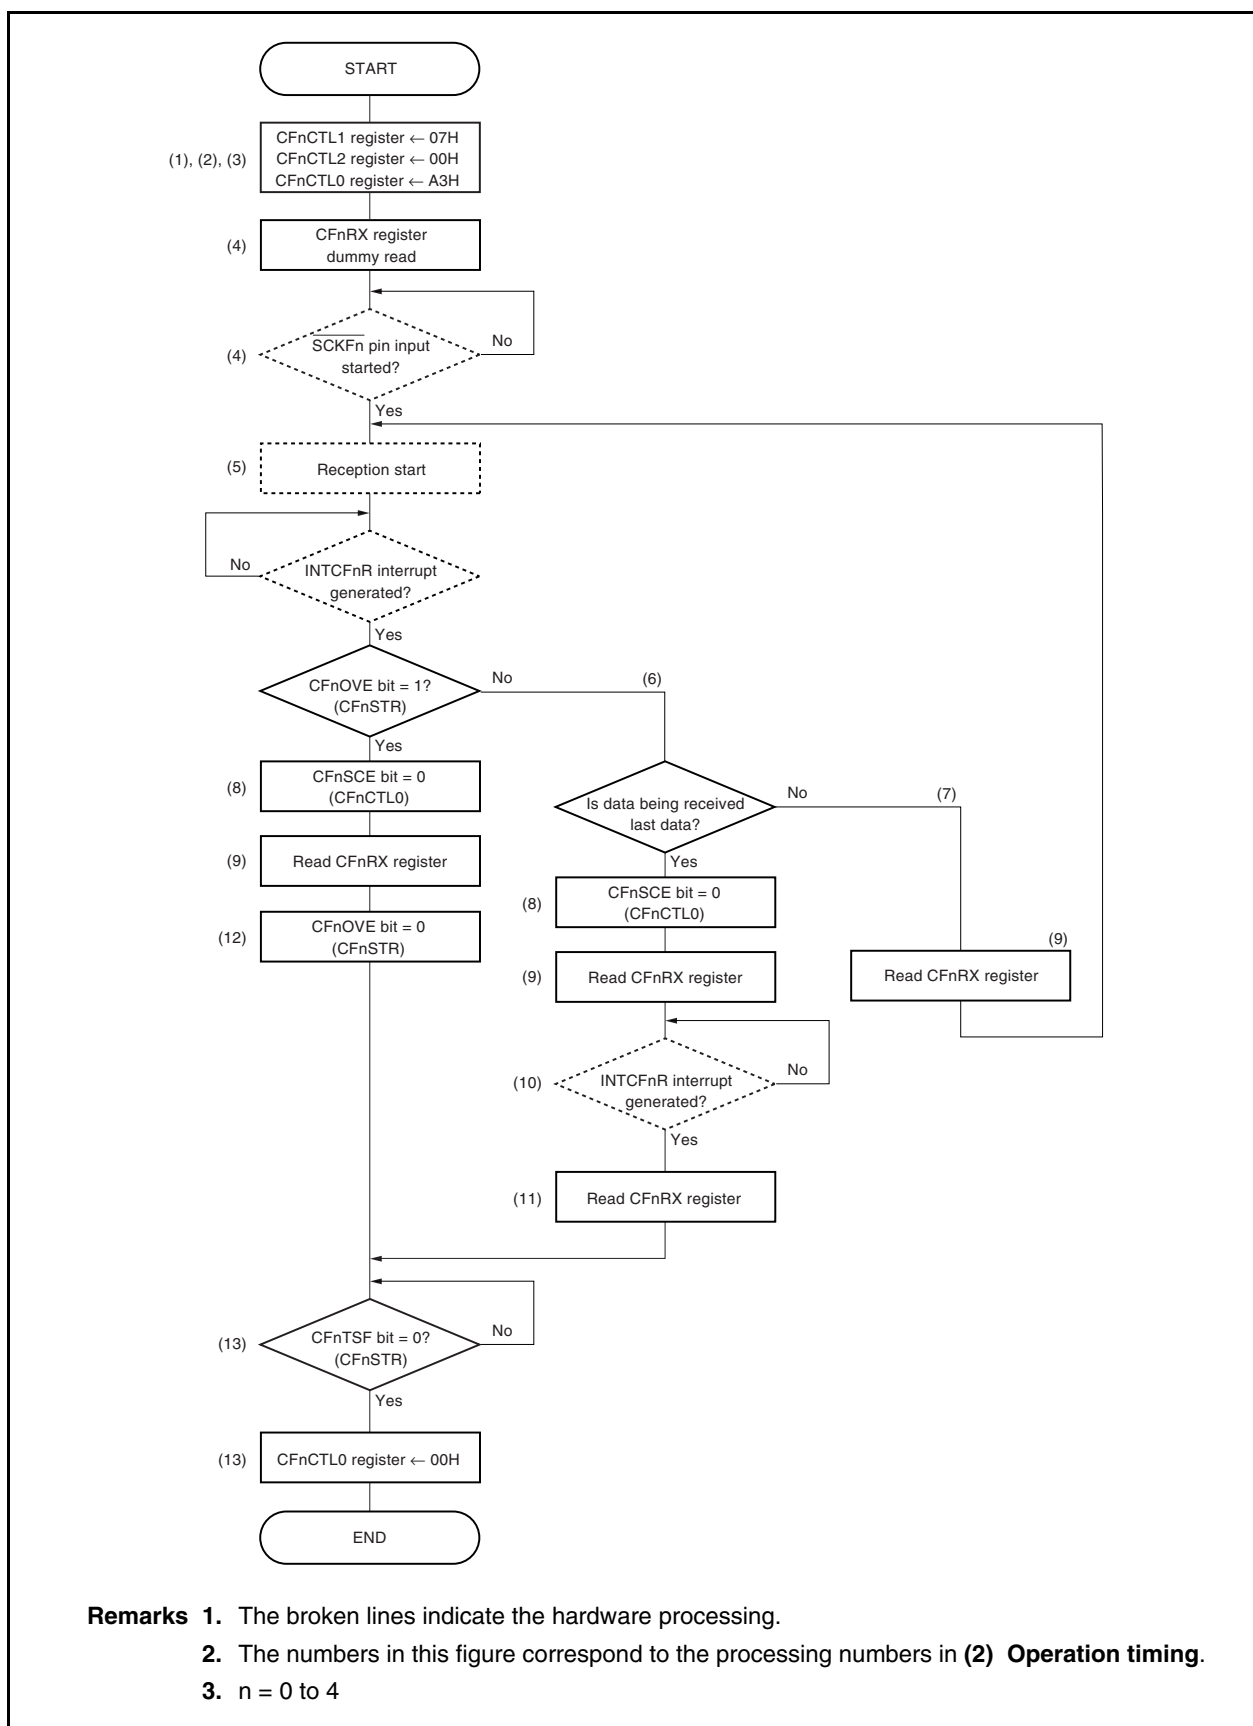 START
(1), (2), (3)
CFnCTL1 register ← 07H
CFnCTL2 register ← 00H
CFnCTL0 register ← A3H
(4)
CFnRX register
dummy read
(4)
SCKFn pin input
started?
No
Yes
(5)
Reception start
No
INTCFnR interrupt
generated?
Yes
CFnOVE bit = 1?
(CFnSTR)
No
(6)
Yes
(8)
CFnSCE bit = 0
(CFnCTL0)
Is data being received
last data?
No
(7)
Yes
(9)
Read CFnRX register
(8)
CFnSCE bit = 0
(CFnCTL0)
(12)
CFnOVE bit = 0
(CFnSTR)
(9)
Read CFnRX register
(9)
Read CFnRX register
(10)
INTCFnR interrupt
generated?
No
Yes
(11)
Read CFnRX register
(13)
CFnTSF bit = 0?
(CFnSTR)
No
Yes
(13)
CFnCTL0 register ← 00H
END
Remarks 1. The broken lines indicate the hardware processing.
2. The numbers in this figure correspond to the processing numbers in (2) Operation timing.
3. n = 0 to 4